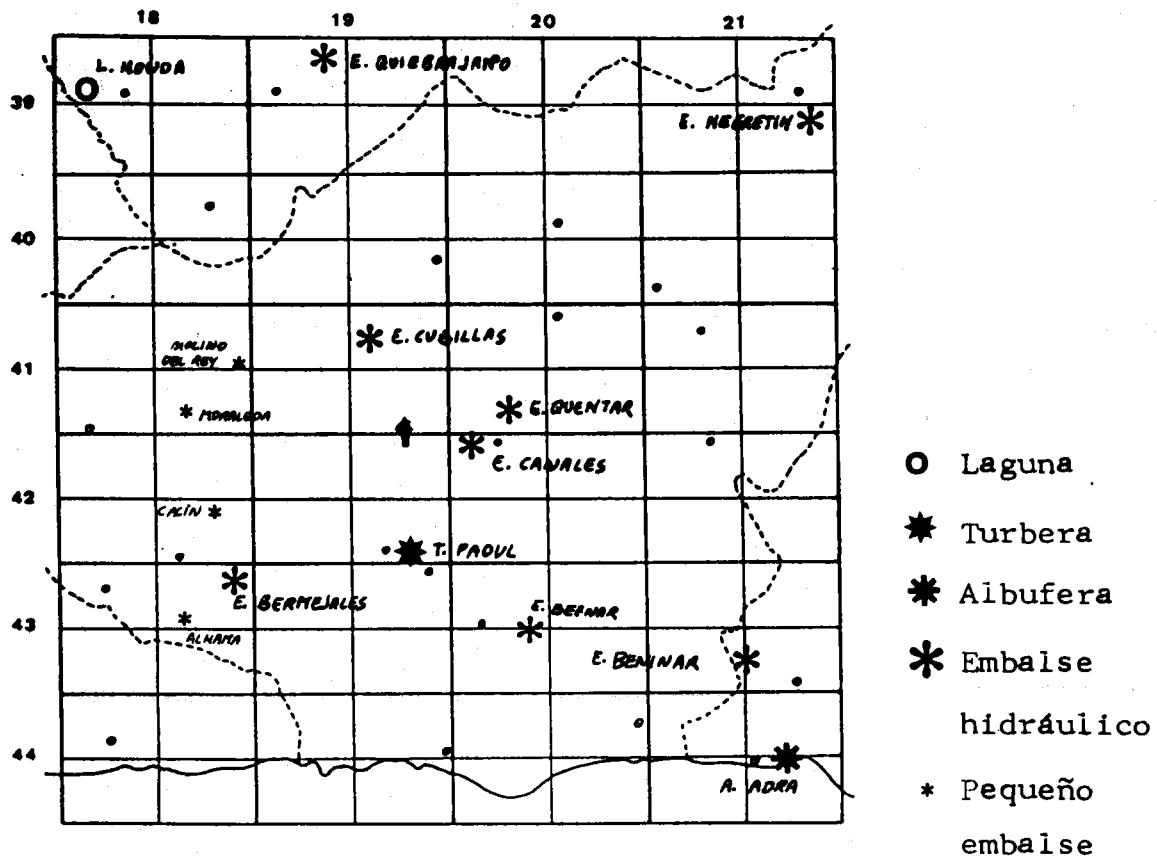 18 19 20 21
L. HONDA
E. QUIEBRAJANO
39
E. NEGRETIN
40
E. CUBILLAS
MOLINO
DEL REY
41
MORALEDA
E. QUENTAR
E. CANALES
Laguna
42
CACÍN
Turbera
T. PADUL
Albufera
E. BERMEJALES
E. BEZNAR
43
ALHAMA
E. BENINAR
Embalse
hidráulico
44
A. ADRA
Pequeño
embalse